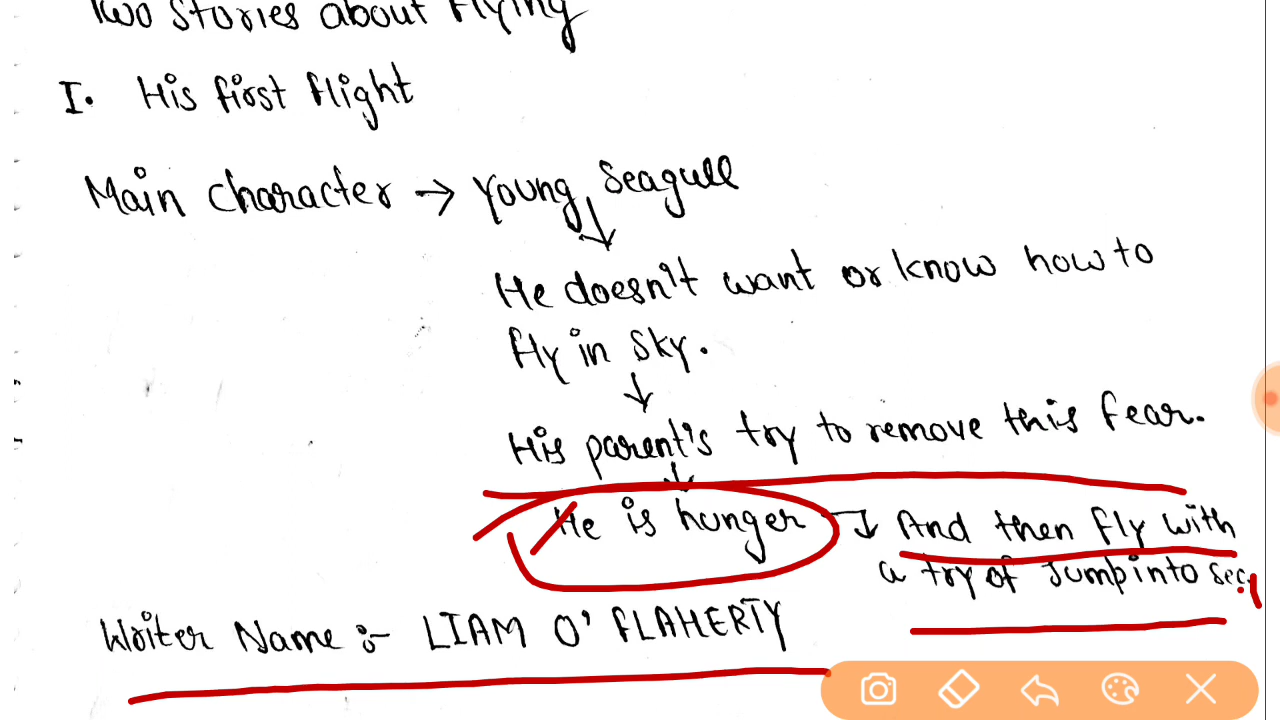 Two Stories about Flying
I. His first flight
Main character → Young Seagull
↓
He doesn't want or know how to
fly in sky.
↓
His parent's try to remove this fear.
↓
He is hunger ↴ And then fly with
a try of Jump into sea
Writer Name :- LIAM O' FLAHERTY